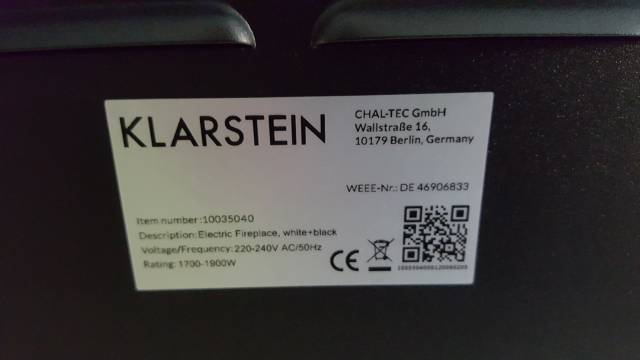 KLARSTEIN
CHAL-TEC GmbH
Wallstraße 16,
10179 Berlin, Germany
WEEE-Nr.: DE 46906833
Item number:10035040
Description:Electric Fireplace, white+black
Voltage/Frequency:220-240V AC/50Hz
Rating: 1700-1900W
CE